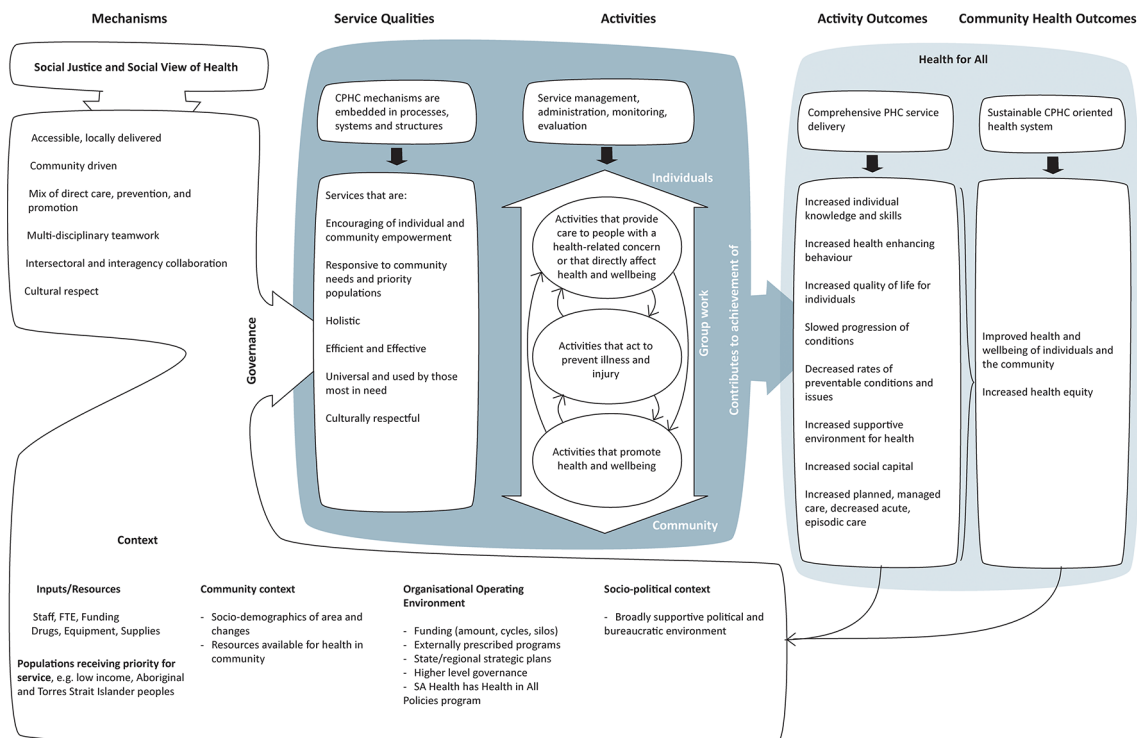 Mechanisms
Service Qualities
Activities
Activity Outcomes
Community Health Outcomes
Social Justice and Social View of Health
Accessible, locally delivered
Community driven
Mix of direct care, prevention, and
promotion
Multi-disciplinary teamwork
Intersectoral and interagency collaboration
Cultural respect
Governance
CPHC mechanisms are
embedded in processes,
systems and structures
Services that are:
Encouraging of individual and
community empowerment
Responsive to community
needs and priority
populations
Holistic
Efficient and Effective
Universal and used by those
most in need
Culturally respectful
Service management,
administration, monitoring,
evaluation
Individuals
Activities that provide
care to people with a
health-related concern
or that directly affect
health and wellbeing
Activities that act to
prevent illness and
injury
Activities that promote
health and wellbeing
Group work
Community
Contributes to achievement of
Health for All
Comprehensive PHC service
delivery
Increased individual
knowledge and skills
Increased health enhancing
behaviour
Increased quality of life for
individuals
Slowed progression of
conditions
Decreased rates of
preventable conditions and
issues
Increased supportive
environment for health
Increased social capital
Increased planned, managed
care, decreased acute,
episodic care
Sustainable CPHC oriented
health system
Improved health and
wellbeing of individuals and
the community
Increased health equity
Context
Inputs/Resources
Staff, FTE, Funding
Drugs, Equipment, Supplies
Populations receiving priority for
service, e.g. low income, Aboriginal
and Torres Strait Islander peoples
Community context
- Socio-demographics of area and
changes
- Resources available for health in
community
Organisational Operating
Environment
- Funding (amount, cycles, silos)
- Externally prescribed programs
- State/regional strategic plans
- Higher level governance
- SA Health has Health in All
Policies program
Socio-political context
- Broadly supportive political and
bureaucratic environment